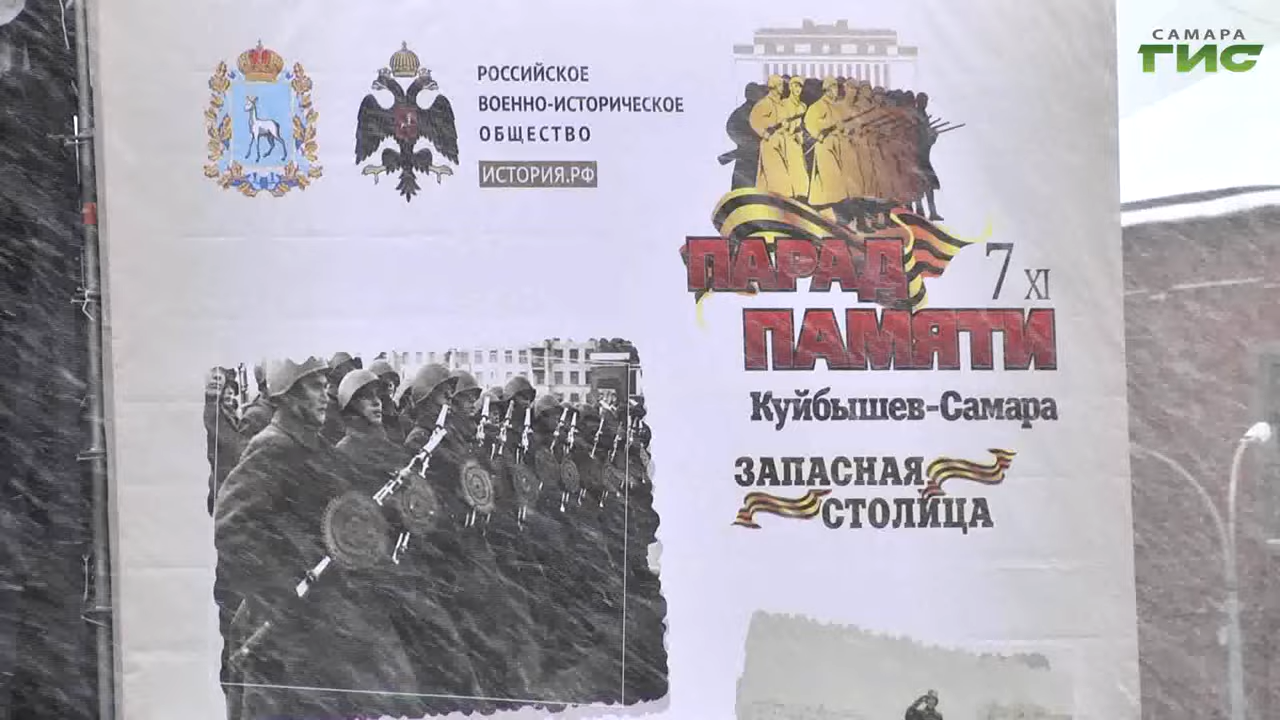 РОССИЙСКОЕ
ВОЕННО-ИСТОРИЧЕСКОЕ
ОБЩЕСТВО
ИСТОРИЯ.РФ
ПАРАД
7 XI
ПАМЯТИ
Куйбышев-Самара
ЗАПАСНАЯ
СТОЛИЦА
САМАРА
ГИС